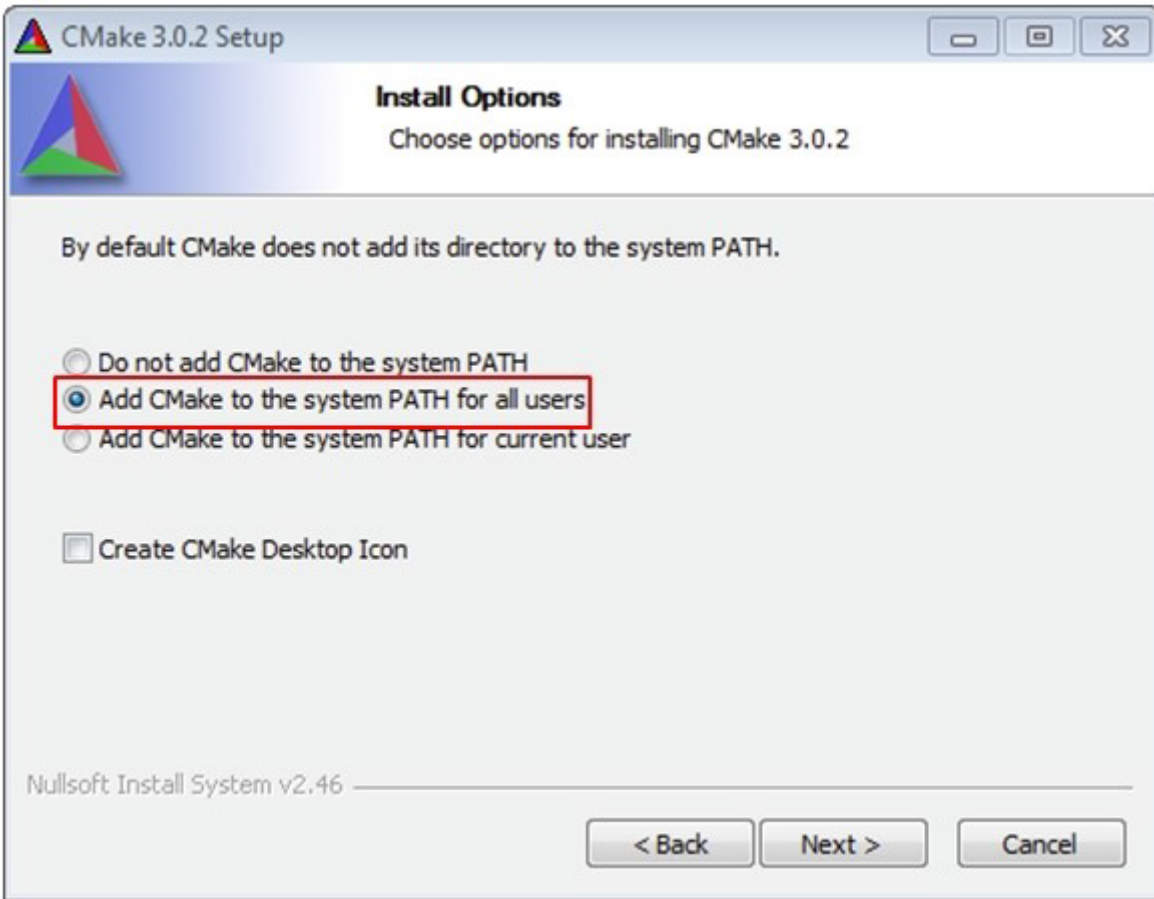 CMake 3.0.2 Setup
Install Options
Choose options for installing CMake 3.0.2
By default CMake does not add its directory to the system PATH.
Do not add CMake to the system PATH
Add CMake to the system PATH for all users
Add CMake to the system PATH for current user
Create CMake Desktop Icon
Nullsoft Install System v2.46
< Back Next > Cancel